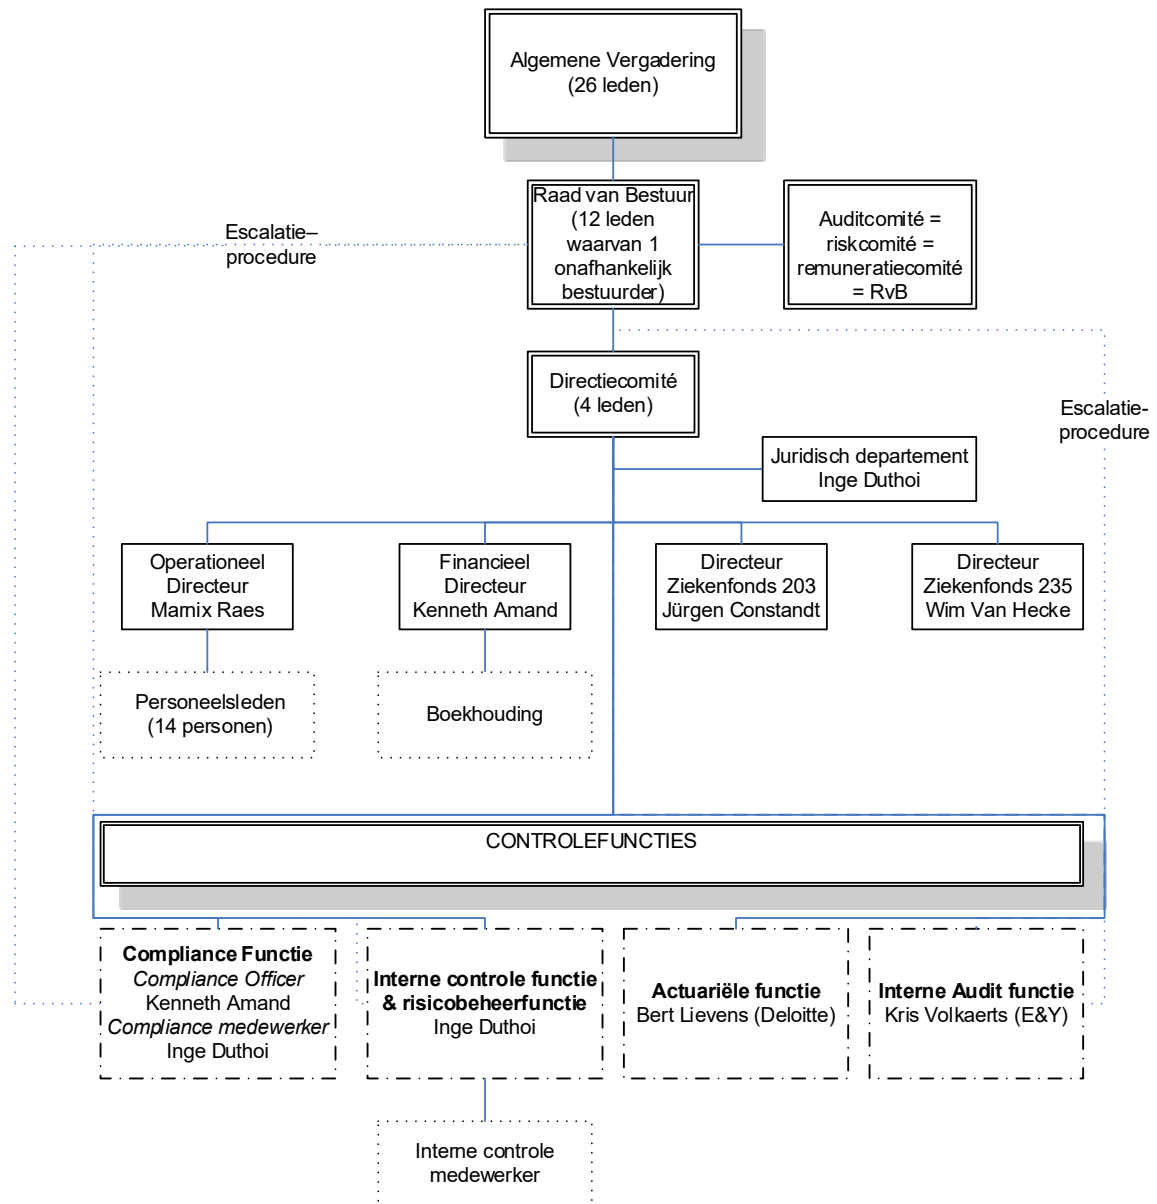 Algemene Vergadering
(26 leden)
Raad van Bestuur
(12 leden
waarvan 1
onafhankelijk
bestuurder)
Auditcomité =
riskcomité =
remuneratiecomité
= RvB
Escalatie–
procedure
Directiecomité
(4 leden)
Escalatie-
procedure
Juridisch departement
Inge Duthoi
Operationeel
Directeur
Marnix Raes
Financieel
Directeur
Kenneth Amand
Directeur
Ziekenfonds 203
Jürgen Constandt
Directeur
Ziekenfonds 235
Wim Van Hecke
Personeelsleden
(14 personen)
Boekhouding
CONTROLEFUNCTIES
Compliance Functie
Compliance Officer
Kenneth Amand
Compliance medewerker
Inge Duthoi
Interne controle functie
& risicobeheerfunctie
Inge Duthoi
Actuariële functie
Bert Lievens (Deloitte)
Interne Audit functie
Kris Volkaerts (E&Y)
Interne controle
medewerker